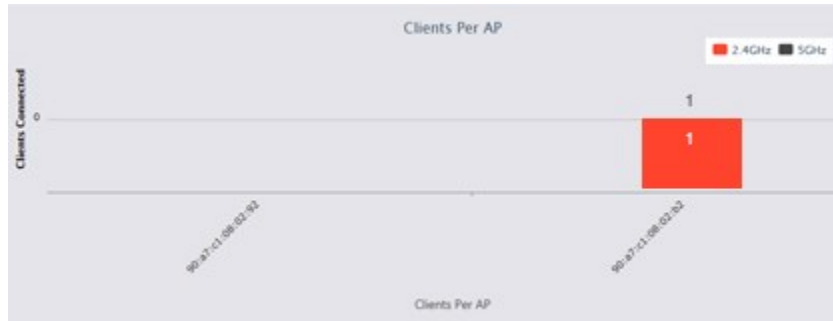 Clients Per AP
2.4GHz 5GHz
Clients Connected
0
1
1
90:a7:c1:08:02:92
90:a7:c1:08:02:b2
Clients Per AP